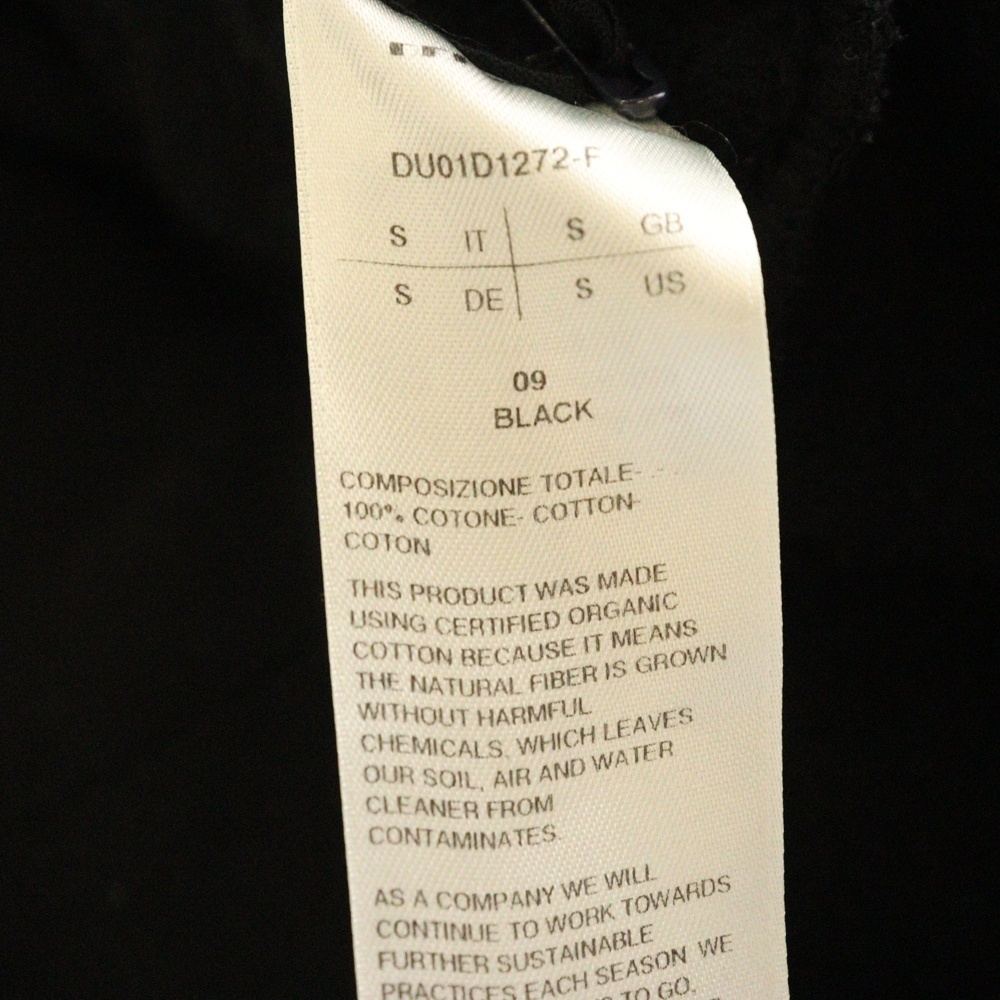 DU01D1272-F
S IT S GB
S DE S US
09
BLACK
COMPOSIZIONE TOTALE-
100% COTONE- COTTON-
COTON
THIS PRODUCT WAS MADE
USING CERTIFIED ORGANIC
COTTON BECAUSE IT MEANS
THE NATURAL FIBER IS GROWN
WITHOUT HARMFUL
CHEMICALS, WHICH LEAVES
OUR SOIL, AIR AND WATER
CLEANER FROM
CONTAMINATES.
AS A COMPANY WE WILL
CONTINUE TO WORK TOWARDS
FURTHER SUSTAINABLE
PRACTICES EACH SEASON WE
TO GO,